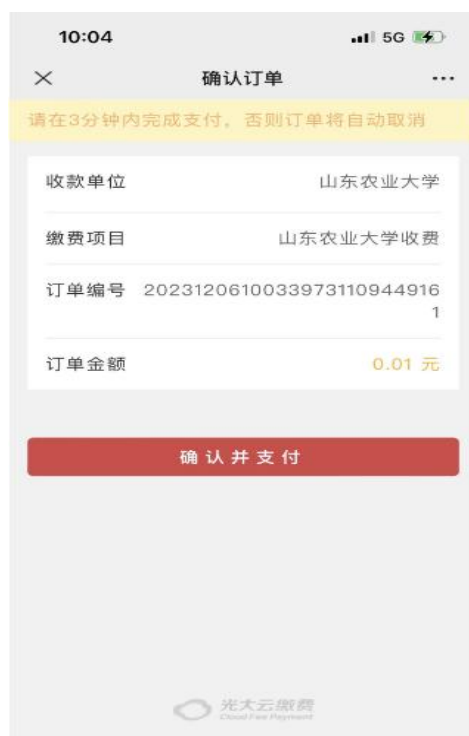 10:04 5G
确认订单
请在3分钟内完成支付，否则订单将自动取消
收款单位 山东农业大学
缴费项目 山东农业大学收费
订单编号 2023120610033973110944916
1
订单金额 0.01 元
确认并支付
光大云缴费
Cloud Fee Payment